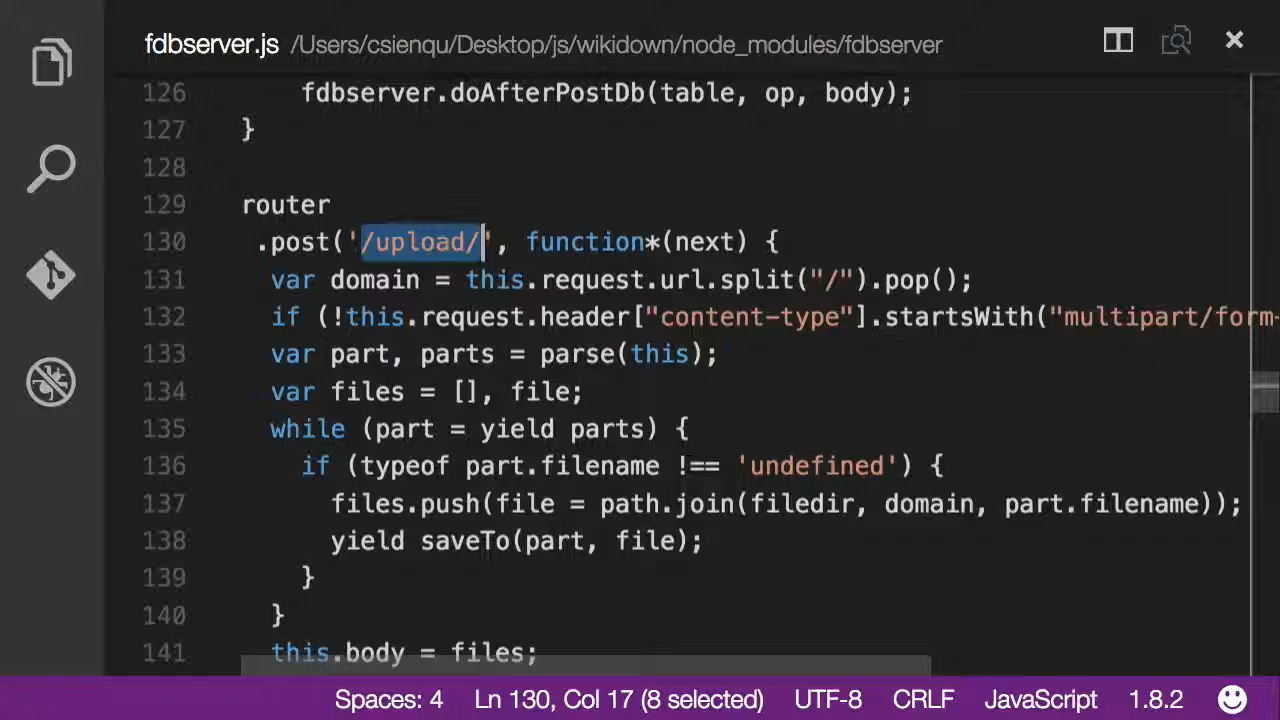 fdbserver.js /Users/csienqu/Desktop/js/wikidown/node_modules/fdbserver
126 fdbserver.doAfterPostDb(table, op, body);
127 }
128
129 router
130 .post('/upload/', function*(next) {
131 var domain = this.request.url.split("/").pop();
132 if (!this.request.header["content-type"].startsWith("multipart/form-
133 var part, parts = parse(this);
134 var files = [], file;
135 while (part = yield parts) {
136 if (typeof part.filename !== 'undefined') {
137 files.push(file = path.join(filedir, domain, part.filename));
138 yield saveTo(part, file);
139 }
140 }
141 this.body = files;
Spaces: 4 Ln 130, Col 17 (8 selected) UTF-8 CRLF JavaScript 1.8.2